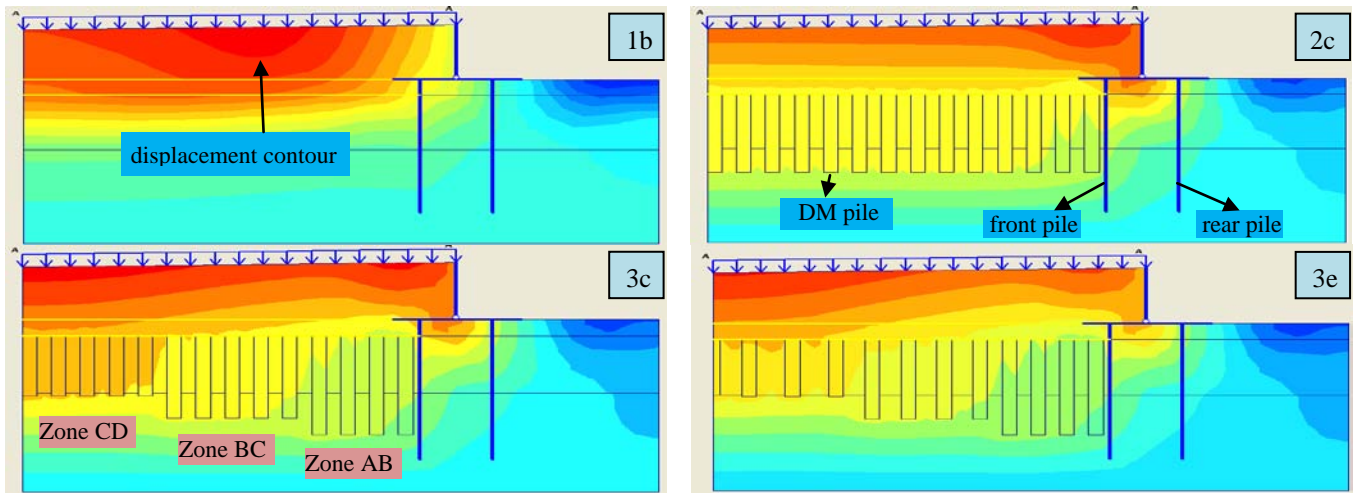 A A
1b
displacement contour
A A
2c
DM pile
front pile
rear pile
A
3c
Zone CD
Zone BC
Zone AB
A A
3e